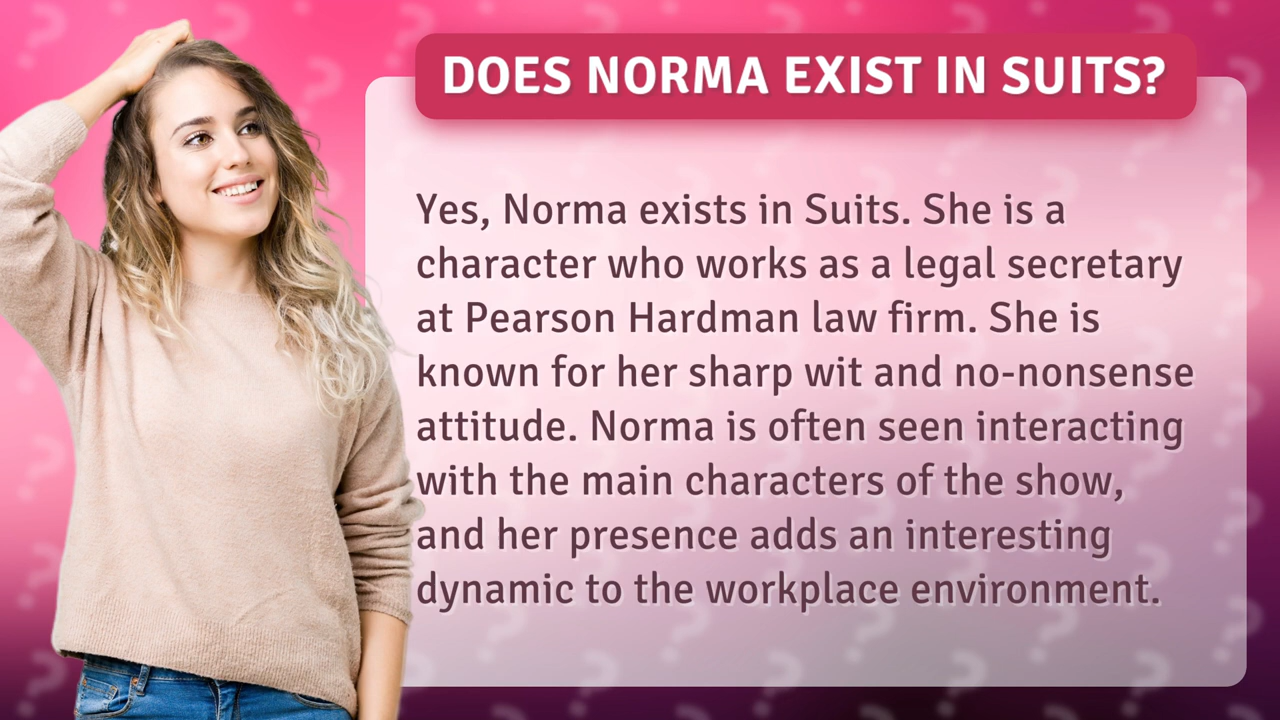 DOES NORMA EXIST IN SUITS?
Yes, Norma exists in Suits. She is a
character who works as a legal secretary
at Pearson Hardman law firm. She is
known for her sharp wit and no-nonsense
attitude. Norma is often seen interacting
with the main characters of the show,
and her presence adds an interesting
dynamic to the workplace environment.